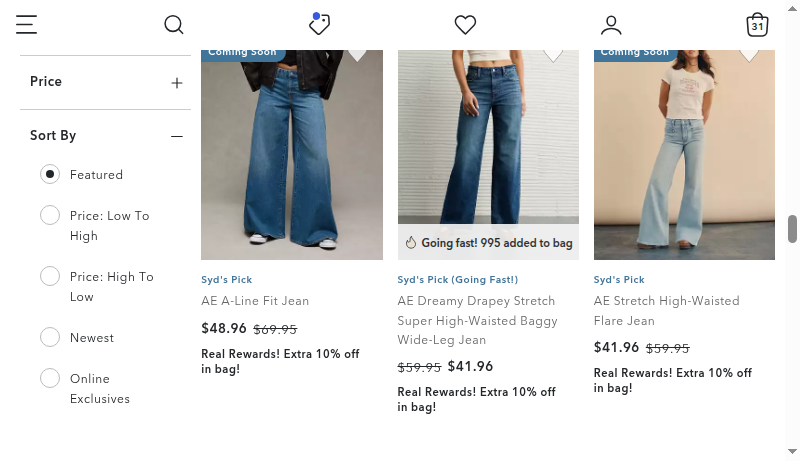 31
Price
Sort By
Featured
Price: Low To
High
Price: High To
Low
Newest
Online
Exclusives
Coming Soon
Syd's Pick
AE A-Line Fit Jean
$48.96 $69.95
Real Rewards! Extra 10% off
in bag!
Going fast! 995 added to bag
Syd's Pick (Going Fast!)
AE Dreamy Drapey Stretch
Super High-Waisted Baggy
Wide-Leg Jean
$59.95 $41.96
Real Rewards! Extra 10% off
in bag!
Coming Soon
Syd's Pick
AE Stretch High-Waisted
Flare Jean
$41.96 $59.95
Real Rewards! Extra 10% off
in bag!